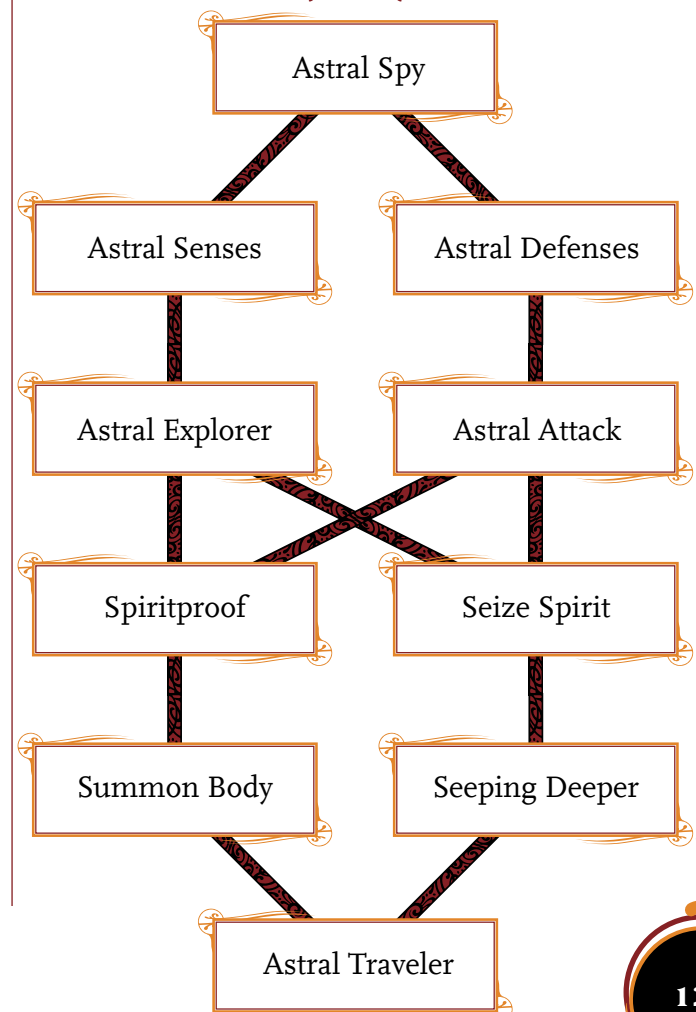 Astral Spy
Astral Senses
Astral Defenses
Astral Explorer
Astral Attack
Spiritproof
Seize Spirit
Summon Body
Seeping Deeper
Astral Traveler